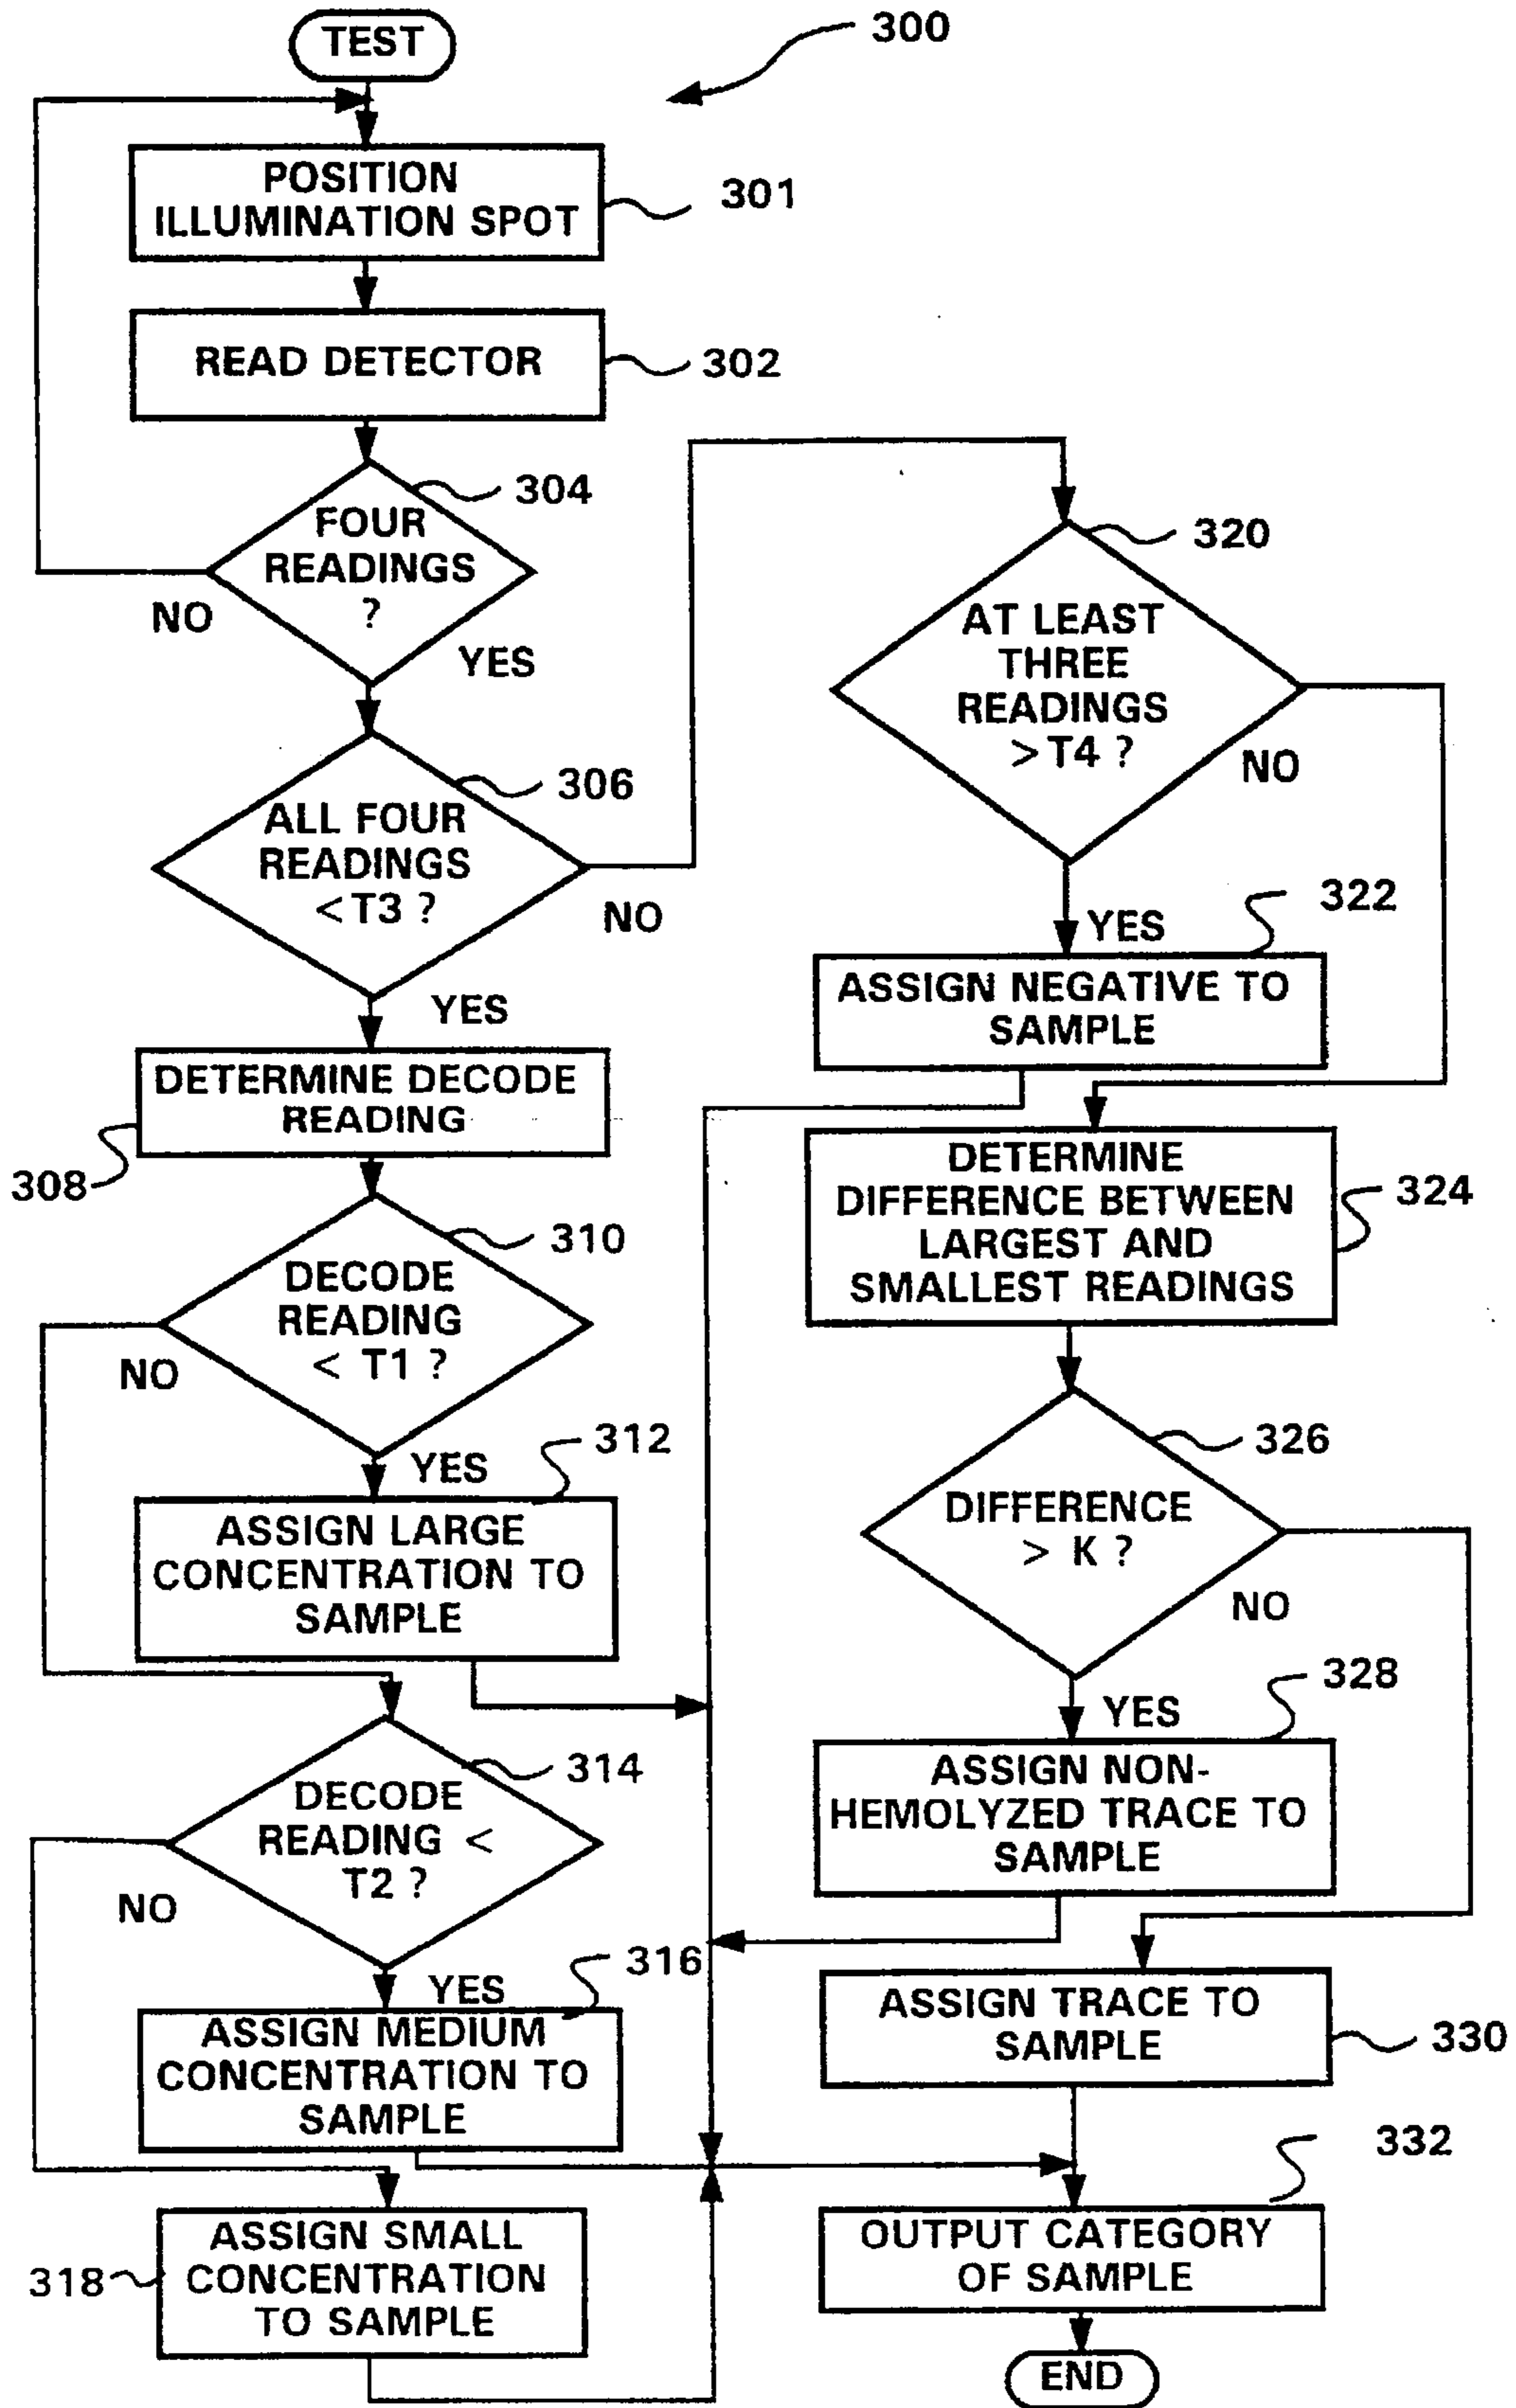 TEST
300
POSITION
ILLUMINATION SPOT
301
READ DETECTOR
302
304
FOUR
READINGS
?
NO
YES
306
ALL FOUR
READINGS
< T3 ?
NO
YES
DETERMINE DECODE
READING
308
310
DECODE
READING
< T1 ?
NO
YES
312
ASSIGN LARGE
CONCENTRATION TO
SAMPLE
314
DECODE
READING <
T2 ?
NO
YES
316
ASSIGN MEDIUM
CONCENTRATION TO
SAMPLE
318
ASSIGN SMALL
CONCENTRATION
TO SAMPLE
320
AT LEAST
THREE
READINGS
> T4 ?
NO
YES
322
ASSIGN NEGATIVE TO
SAMPLE
DETERMINE
DIFFERENCE BETWEEN
LARGEST AND
SMALLEST READINGS
324
326
DIFFERENCE
> K ?
NO
YES
328
ASSIGN NON-
HEMOLYZED TRACE TO
SAMPLE
ASSIGN TRACE TO
SAMPLE
330
332
OUTPUT CATEGORY
OF SAMPLE
END